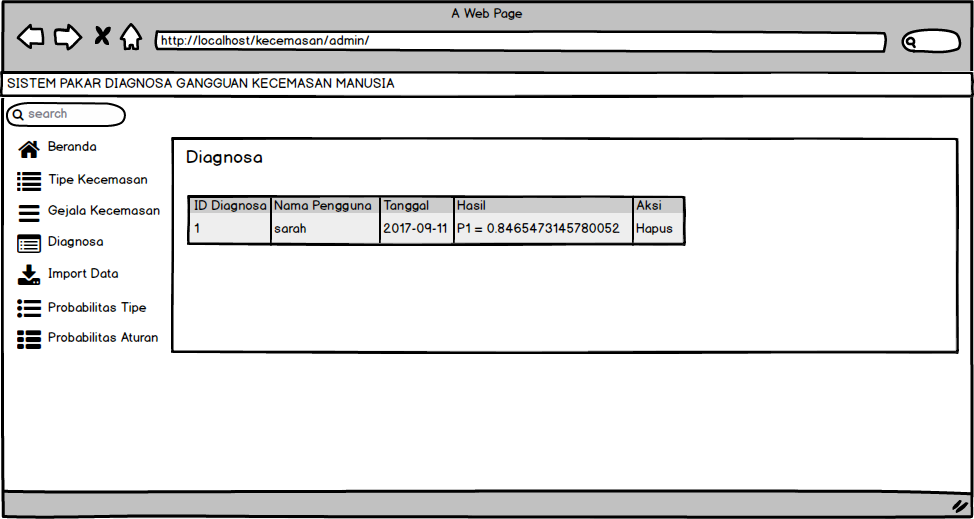 A Web Page
http://localhost/kecemasan/admin/
SISTEM PAKAR DIAGNOSA GANGGUAN KECEMASAN MANUSIA
search
Beranda
Tipe Kecemasan
Gejala Kecemasan
Diagnosa
Import Data
Probabilitas Tipe
Probabilitas Aturan
Diagnosa
ID Diagnosa Nama Pengguna Tanggal Hasil Aksi
1 sarah 2017-09-11 P1 = 0.8465473145780052 Hapus